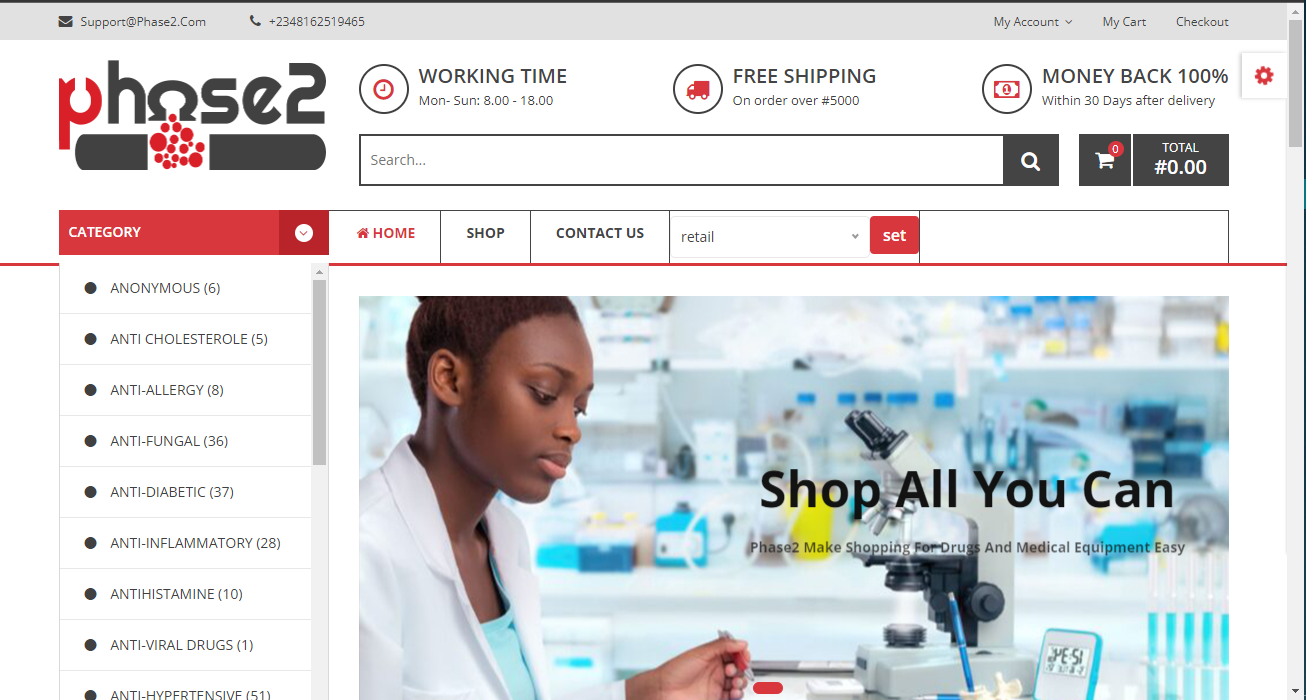 Support@Phase2.Com
+2348162519465
My Account
My Cart
Checkout
phase2
WORKING TIME
Mon- Sun: 8.00 - 18.00
FREE SHIPPING
On order over #5000
MONEY BACK 100%
Within 30 Days after delivery
Search...
0
TOTAL
#0.00
CATEGORY
HOME
SHOP
CONTACT US
retail
set
ANONYMOUS (6)
ANTI CHOLESTEROLE (5)
ANTI-ALLERGY (8)
ANTI-FUNGAL (36)
ANTI-DIABETIC (37)
ANTI-INFLAMMATORY (28)
ANTIHISTAMINE (10)
ANTI-VIRAL DRUGS (1)
ANTI-HYPERTENSIVE (51)
Shop All You Can
Phase2 Make Shopping For Drugs And Medical Equipment Easy